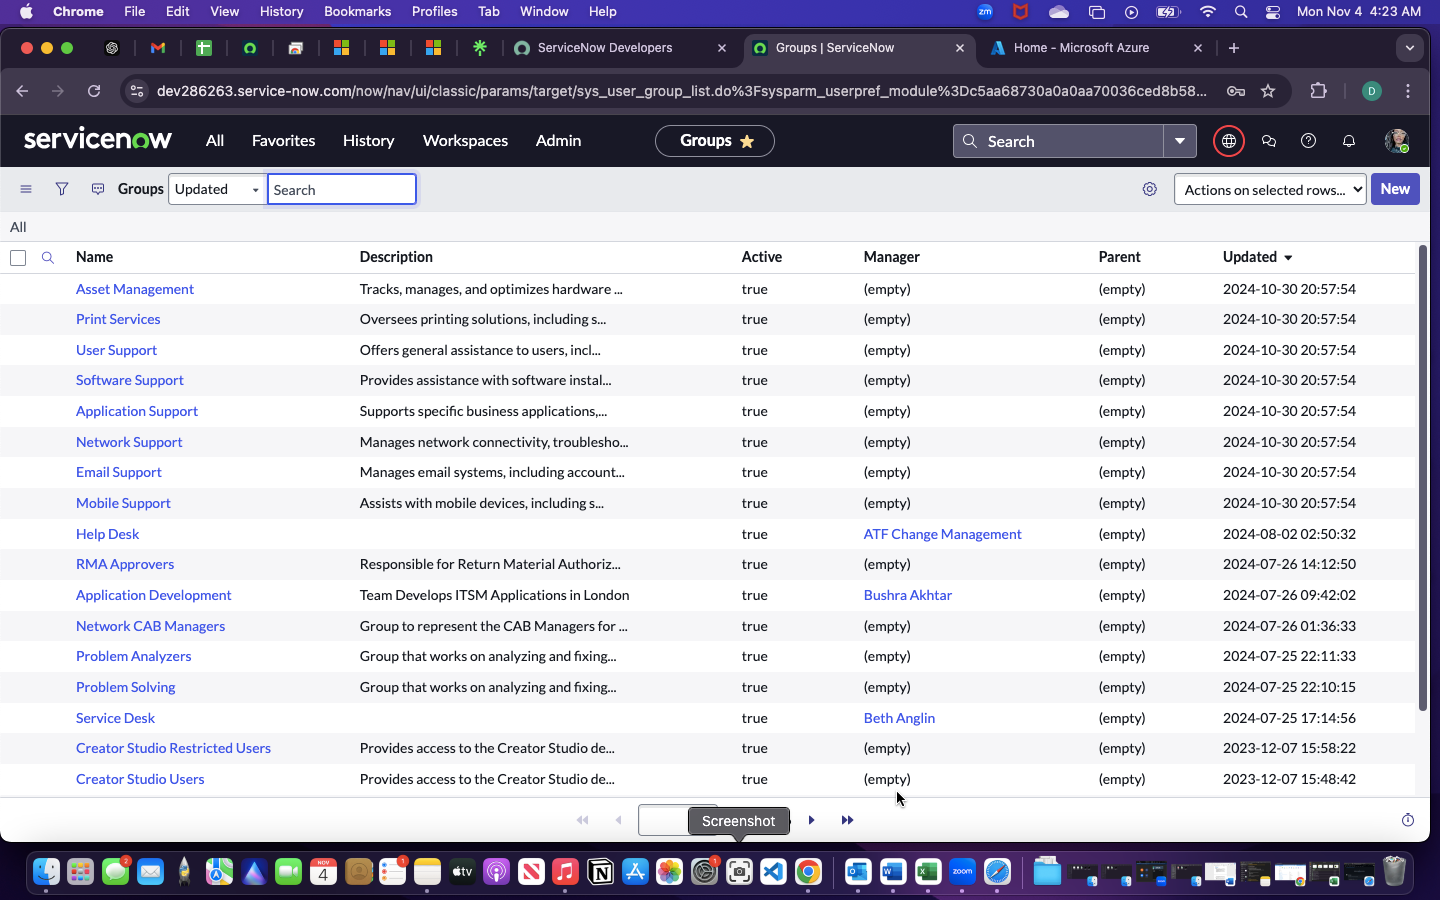 Chrome File Edit View History Bookmarks Profiles Tab Window Help Mon Nov 4 4:23 AM
ServiceNow Developers Groups | ServiceNow Home - Microsoft Azure
dev286263.service-now.com/now/nav/ui/classic/params/target/sys_user_group_list.do%3Fsysparm_userpref_module%3Dc5aa68730a0a0aa70036ced8b58...
servicenow All Favorites History Workspaces Admin Groups Search
Groups Updated Search Actions on selected rows... New
All
Name Description Active Manager Parent Updated
Asset Management Tracks, manages, and optimizes hardware ... true (empty) (empty) 2024-10-30 20:57:54
Print Services Oversees printing solutions, including s... true (empty) (empty) 2024-10-30 20:57:54
User Support Offers general assistance to users, incl... true (empty) (empty) 2024-10-30 20:57:54
Software Support Provides assistance with software instal... true (empty) (empty) 2024-10-30 20:57:54
Application Support Supports specific business applications,... true (empty) (empty) 2024-10-30 20:57:54
Network Support Manages network connectivity, troublesho... true (empty) (empty) 2024-10-30 20:57:54
Email Support Manages email systems, including account... true (empty) (empty) 2024-10-30 20:57:54
Mobile Support Assists with mobile devices, including s... true (empty) (empty) 2024-10-30 20:57:54
Help Desk true ATF Change Management (empty) 2024-08-02 02:50:32
RMA Approvers Responsible for Return Material Authoriz... true (empty) (empty) 2024-07-26 14:12:50
Application Development Team Develops ITSM Applications in London true Bushra Akhtar (empty) 2024-07-26 09:42:02
Network CAB Managers Group to represent the CAB Managers for ... true (empty) (empty) 2024-07-26 01:36:33
Problem Analyzers Group that works on analyzing and fixing... true (empty) (empty) 2024-07-25 22:11:33
Problem Solving Group that works on analyzing and fixing... true (empty) (empty) 2024-07-25 22:10:15
Service Desk true Beth Anglin (empty) 2024-07-25 17:14:56
Creator Studio Restricted Users Provides access to the Creator Studio de... true (empty) (empty) 2023-12-07 15:58:22
Creator Studio Users Provides access to the Creator Studio de... true (empty) (empty) 2023-12-07 15:48:42
Screenshot